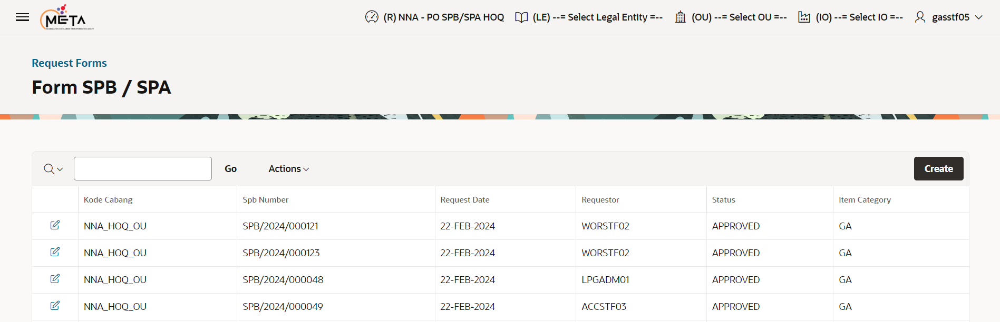 META
(R) NNA - PO SPB/SPA HOQ (LE) --= Select Legal Entity =-- (OU) --= Select OU =-- (IO) --= Select IO =-- gasstf05
Request Forms
Form SPB / SPA
Go Actions Create
Kode Cabang Spb Number Request Date Requestor Status Item Category
NNA_HOQ_OU SPB/2024/000121 22-FEB-2024 WORSTF02 APPROVED GA
NNA_HOQ_OU SPB/2024/000123 22-FEB-2024 WORSTF02 APPROVED GA
NNA_HOQ_OU SPB/2024/000048 22-FEB-2024 LPGADM01 APPROVED GA
NNA_HOQ_OU SPB/2024/000049 22-FEB-2024 ACCSTF03 APPROVED GA